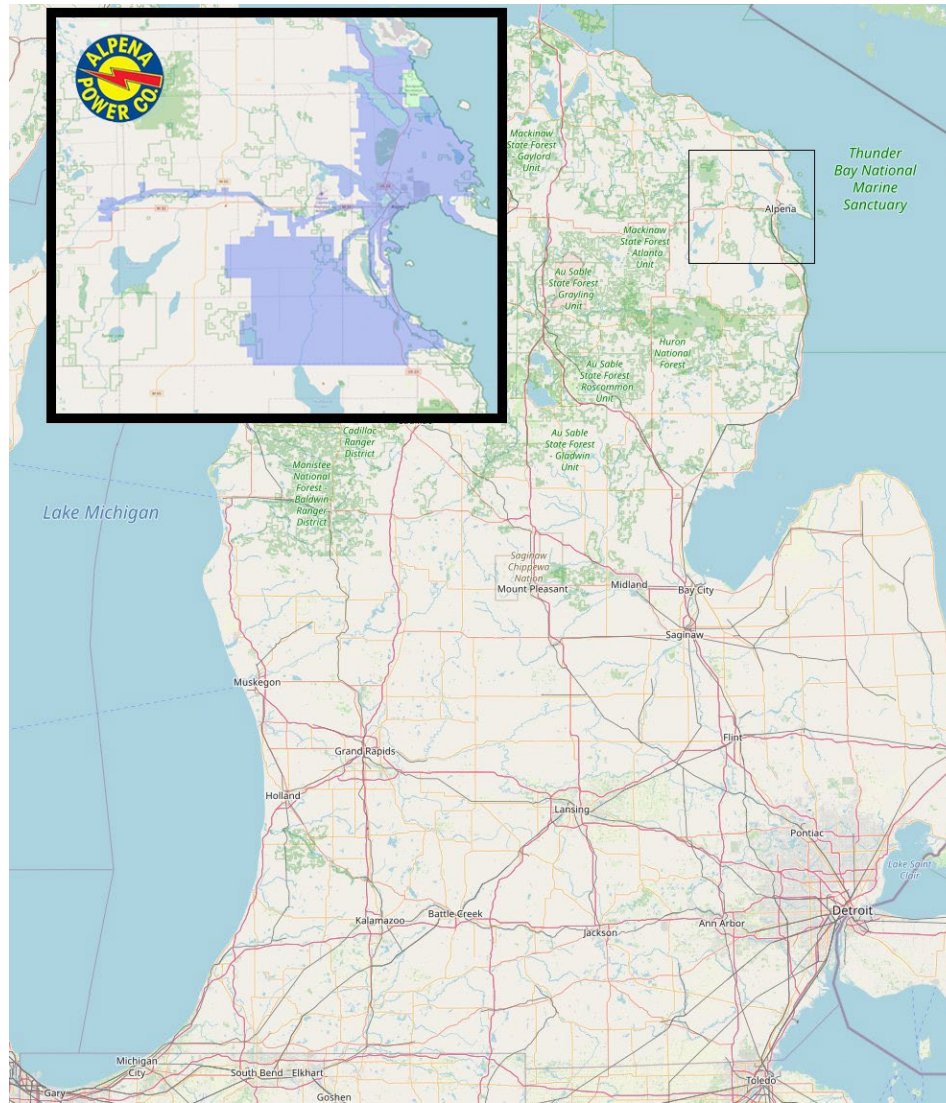 ALPENA
POWER CO.
Mackinaw
State Forest
Gaylord
Unit
Thunder
Bay National
Marine
Sanctuary
Alpena
Mackinaw
State Forest
- Atlanta
Unit
Au Sable
State Forest
Grayling
Unit
Huron
National
Forest
Au Sable
State Forest
Roscommon
Unit
Au Sable
State Forest
- Gladwin
Unit
Cadillac
Ranger
District
Manistee
National
Forest -
Baldwin
Ranger
District
Lake Michigan
Saginaw
Chippewa
Nation
Mount Pleasant
Midland
Bay City
Saginaw
Muskegon
Flint
Grand Rapids
Holland
Lansing
Pontiac
Lake Saint
Clair
Detroit
Kalamazoo
Battle Creek
Jackson
Ann Arbor
Michigan
City
South Bend
Elkhart
Goshen
Gary
Toledo